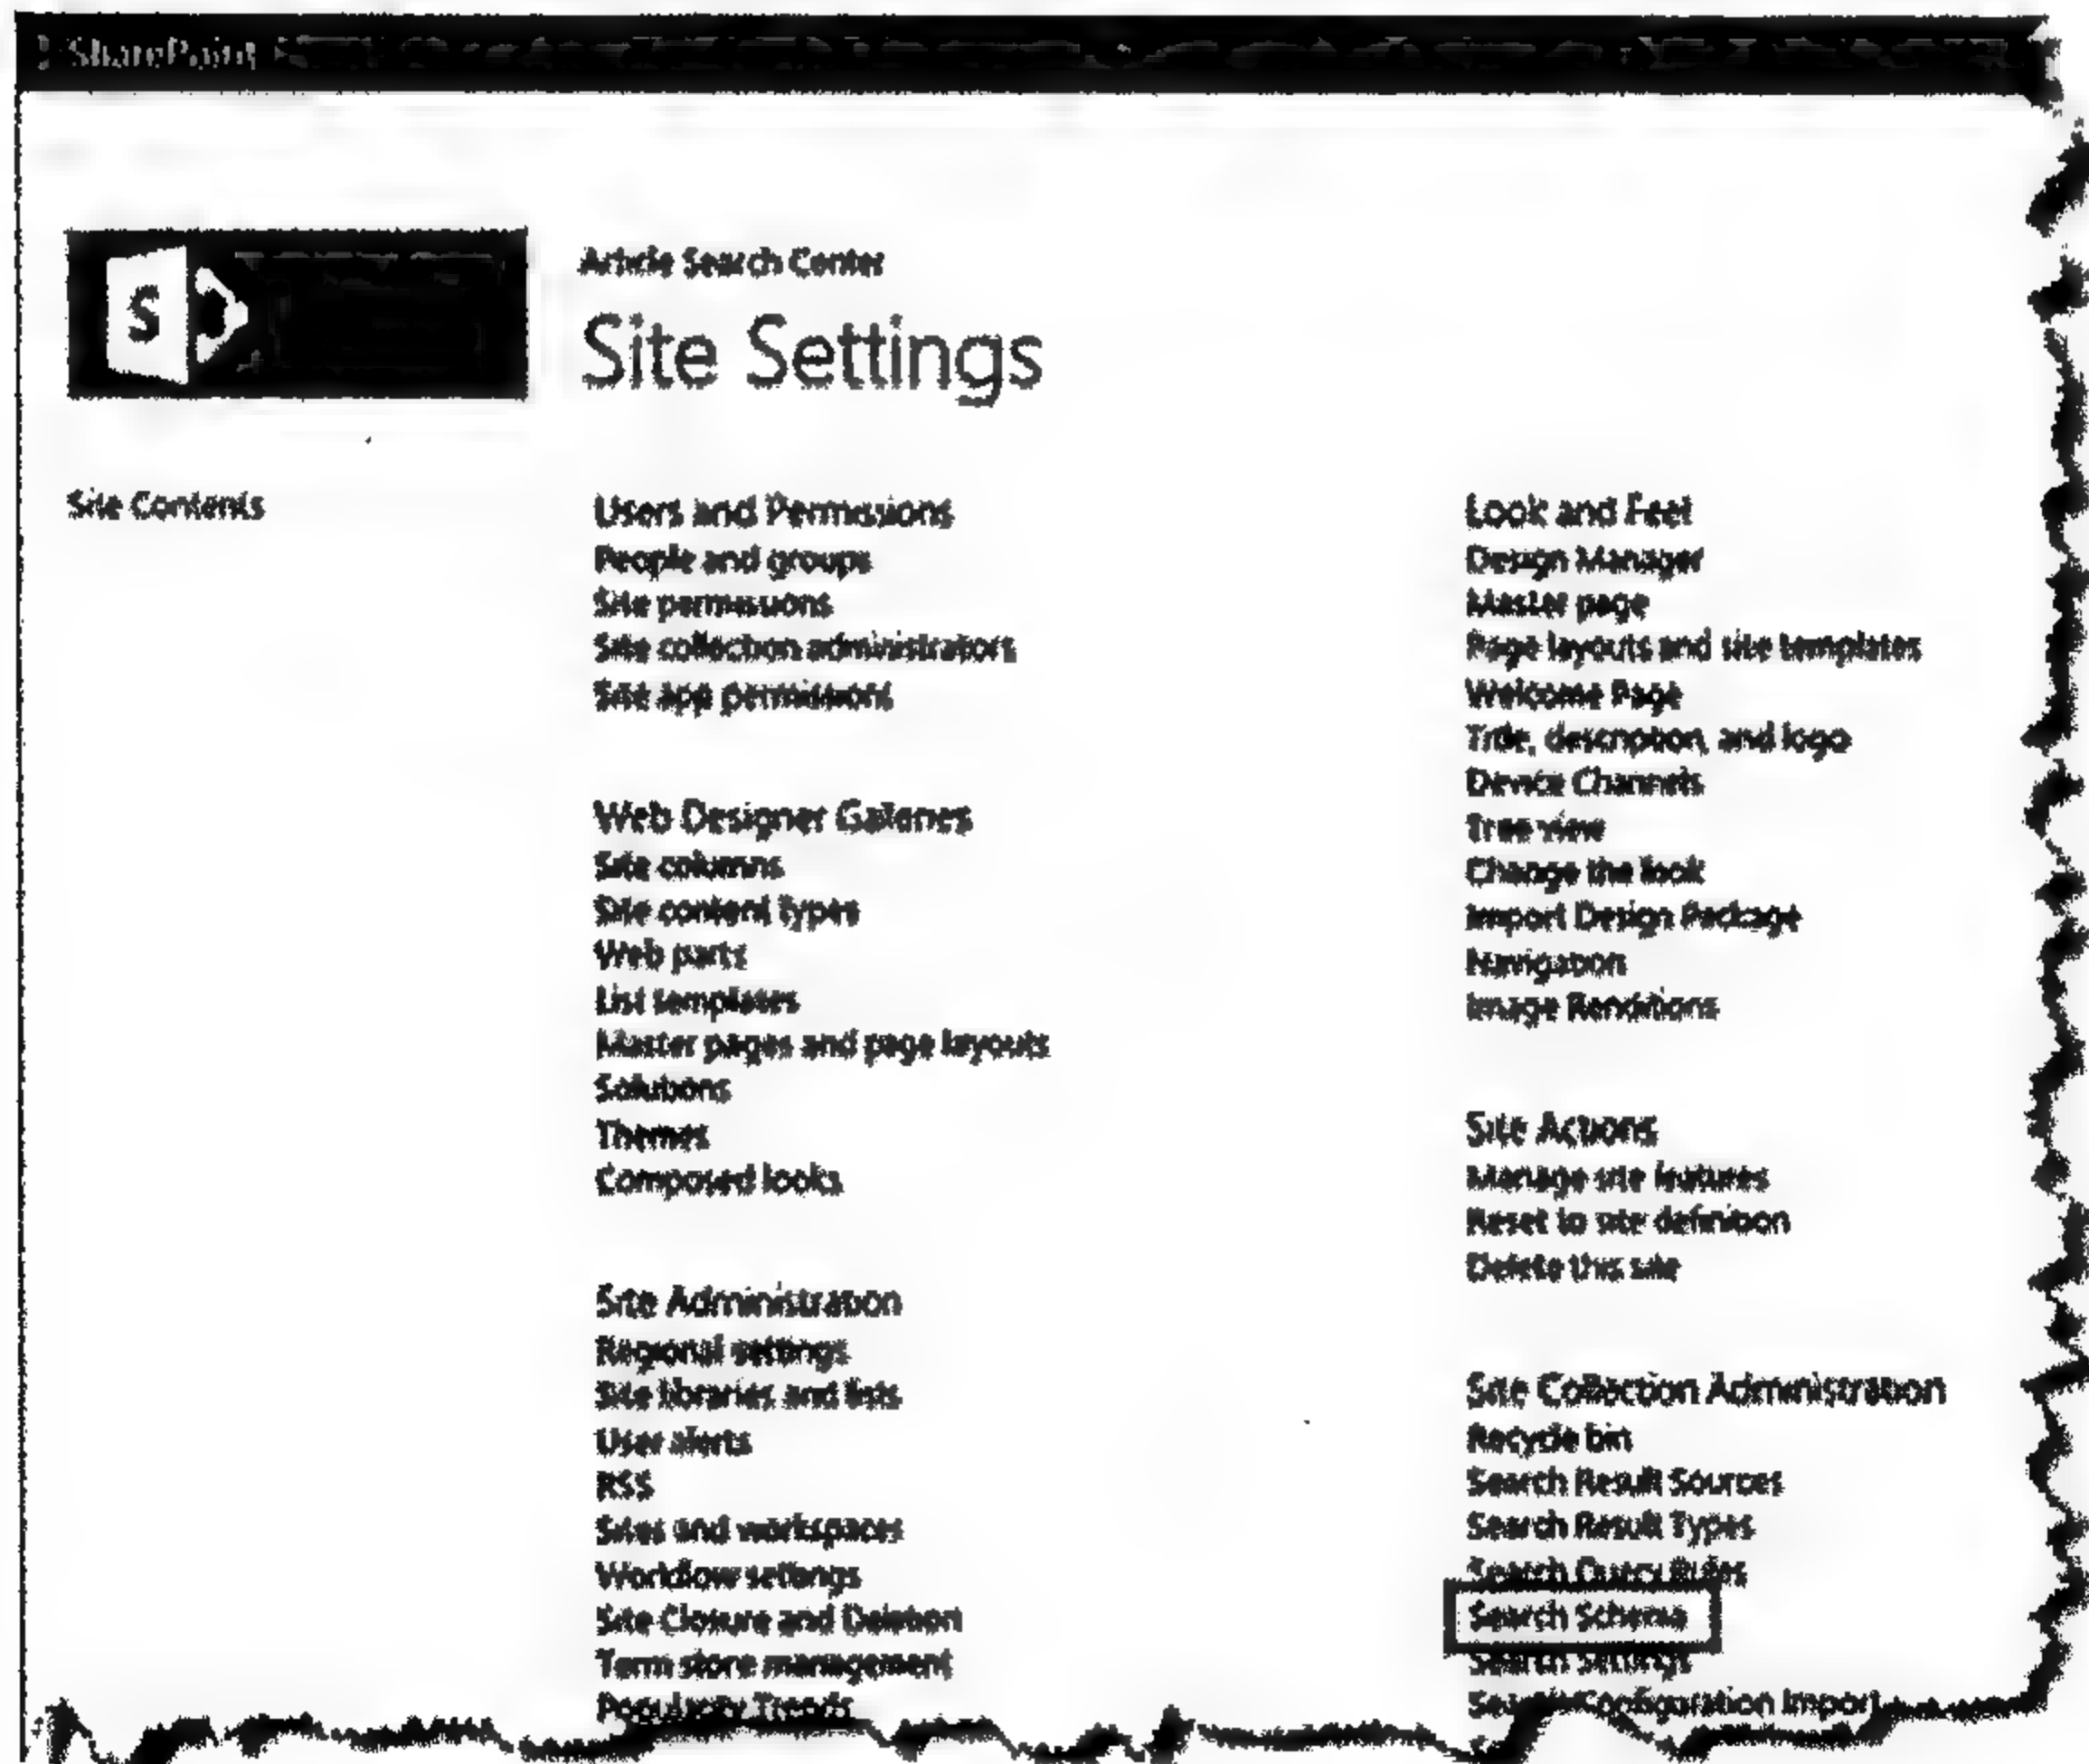 SharePoint
S
Article Search Center
Site Settings
Site Contents
Users and Permissions
People and groups
Site permissions
Site collection administrators
Site app permissions
Web Designer Galleries
Site columns
Site content types
Web parts
List templates
Master pages and page layouts
Solutions
Themes
Composed looks
Site Administration
Regional settings
Site libraries and lists
User alerts
RSS
Sites and workspaces
Workflow settings
Site Closure and Deletion
Term store management
Popularity Trends
Look and Feel
Design Manager
Master page
Page layouts and site templates
Welcome Page
Title, description, and logo
Device Channels
Tree view
Change the look
Import Design Package
Navigation
Image Renditions
Site Actions
Manage site features
Reset to site definition
Delete this site
Site Collection Administration
Recycle bin
Search Result Sources
Search Result Types
Search Query Rules
Search Schema
Search Settings
Search Configuration Import